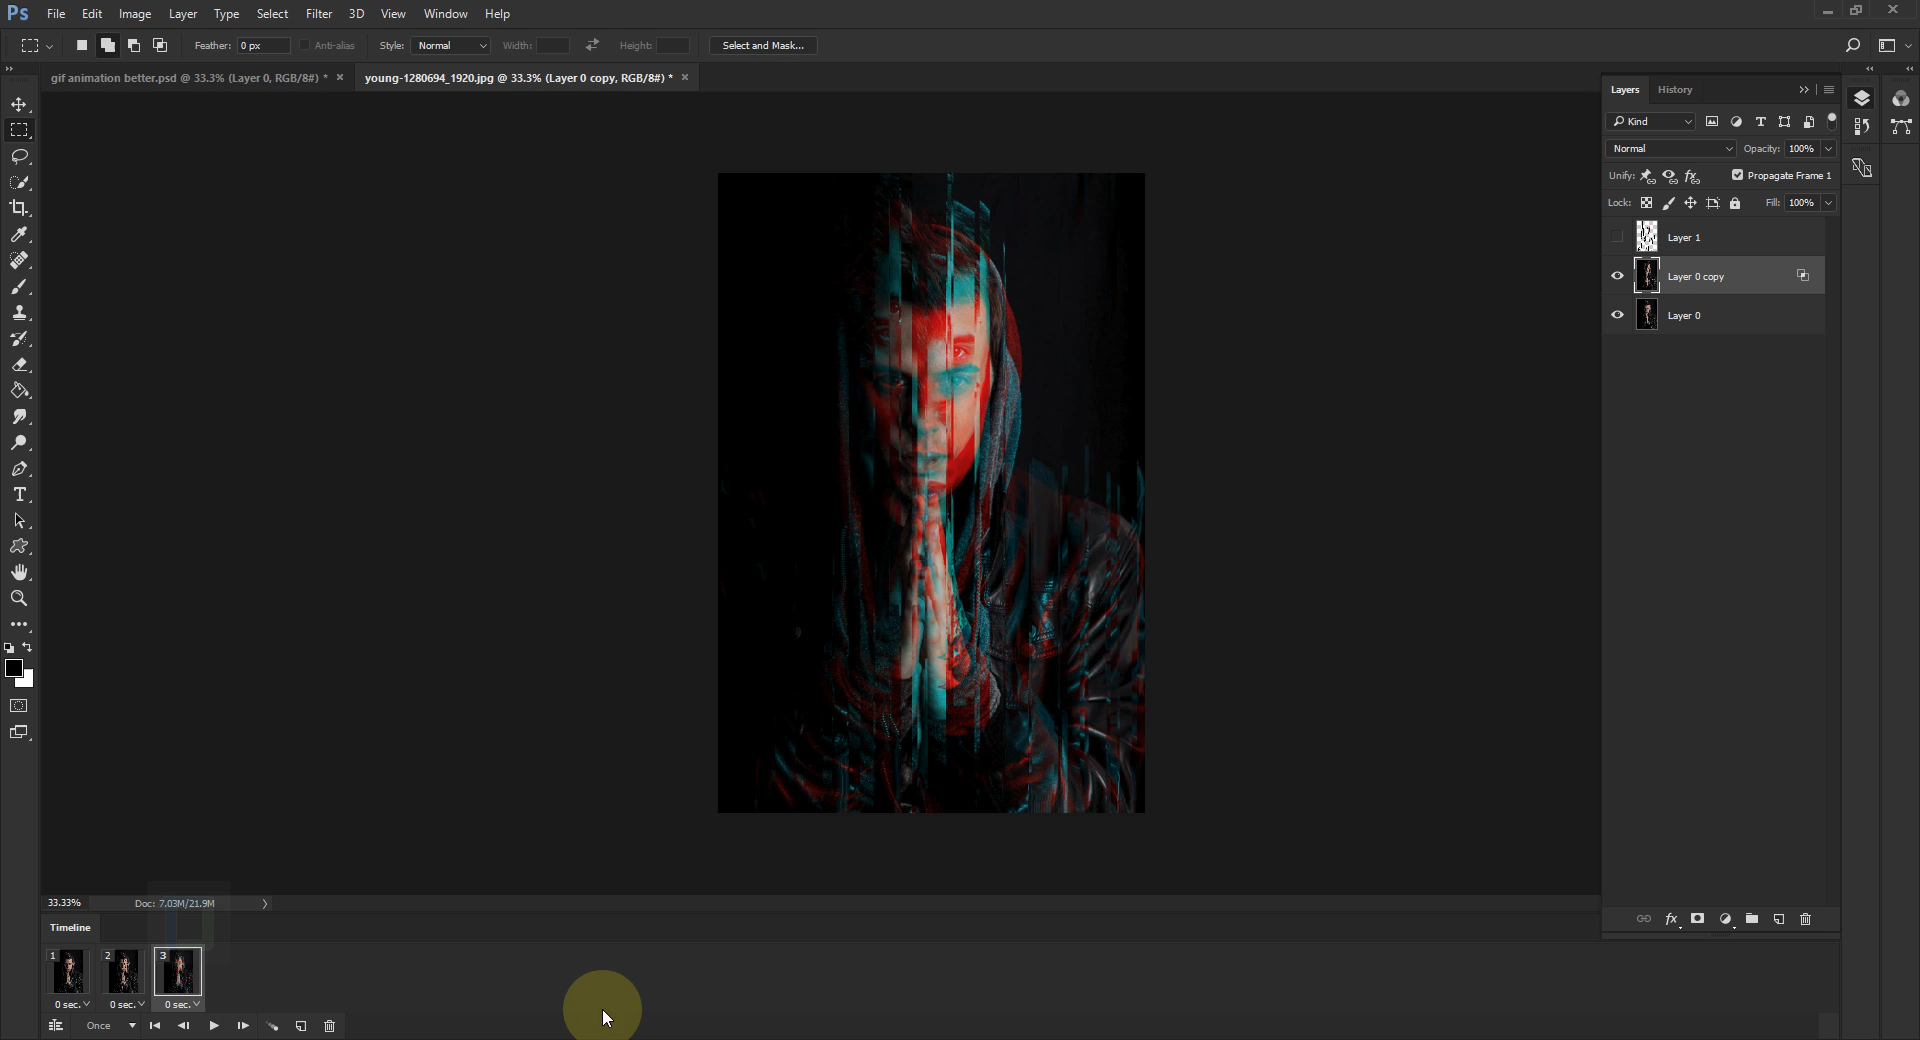 Ps File Edit Image Layer Type Select Filter 3D View Window Help
Feather: 0 px Anti-alias Style: Normal Width: Height: Select and Mask...
gif animation better.psd @ 33.3% (Layer 0, RGB/8#) * × young-1280694_1920.jpg @ 33.3% (Layer 0 copy, RGB/8#) * ×
Layers History
Kind
Normal Opacity: 100%
Unify: Propagate Frame 1
Lock: Fill: 100%
Layer 1
Layer 0 copy
Layer 0
fx
33.33% Doc: 7.03M/21.9M
Timeline
1 2 3
0 sec. 0 sec. 0 sec.
Once